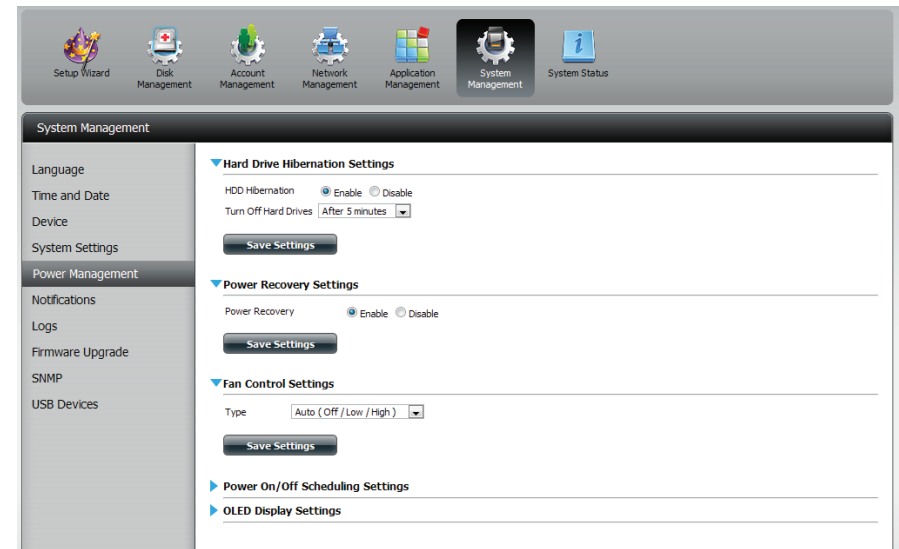 Setup Wizard
Disk Management
Account Management
Network Management
Application Management
System Management
System Status
System Management
Language
Time and Date
Device
System Settings
Power Management
Notifications
Logs
Firmware Upgrade
SNMP
USB Devices
Hard Drive Hibernation Settings
HDD Hibernation Enable Disable
Turn Off Hard Drives After 5 minutes
Save Settings
Power Recovery Settings
Power Recovery Enable Disable
Save Settings
Fan Control Settings
Type Auto ( Off / Low / High )
Save Settings
Power On/Off Scheduling Settings
OLED Display Settings